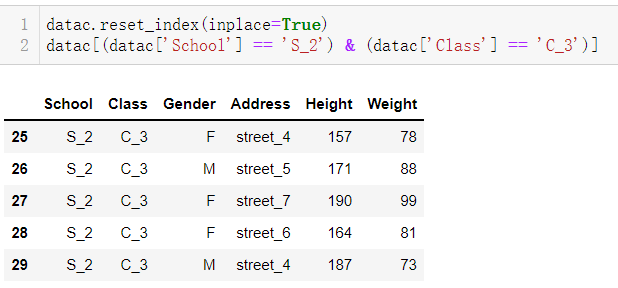 1 datac.reset_index(inplace=True)
2 datac[(datac['School'] == 'S_2') & (datac['Class'] == 'C_3')]
School Class Gender Address Height Weight
25 S_2 C_3 F street_4 157 78
26 S_2 C_3 M street_5 171 88
27 S_2 C_3 F street_7 190 99
28 S_2 C_3 F street_6 164 81
29 S_2 C_3 M street_4 187 73